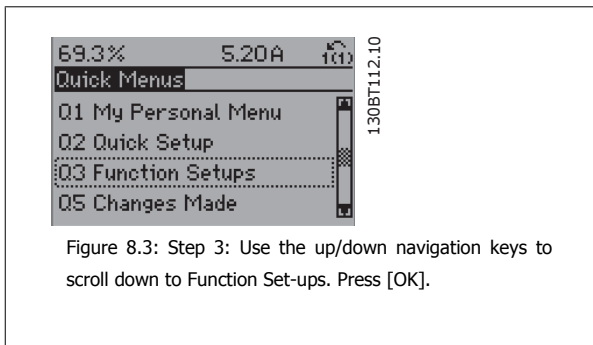 69.3% 5.20A 1(1)
Quick Menus
Q1 My Personal Menu
Q2 Quick Setup
Q3 Function Setups
Q5 Changes Made
130BT112.10
Figure 8.3: Step 3: Use the up/down navigation keys to
scroll down to Function Set-ups. Press [OK].